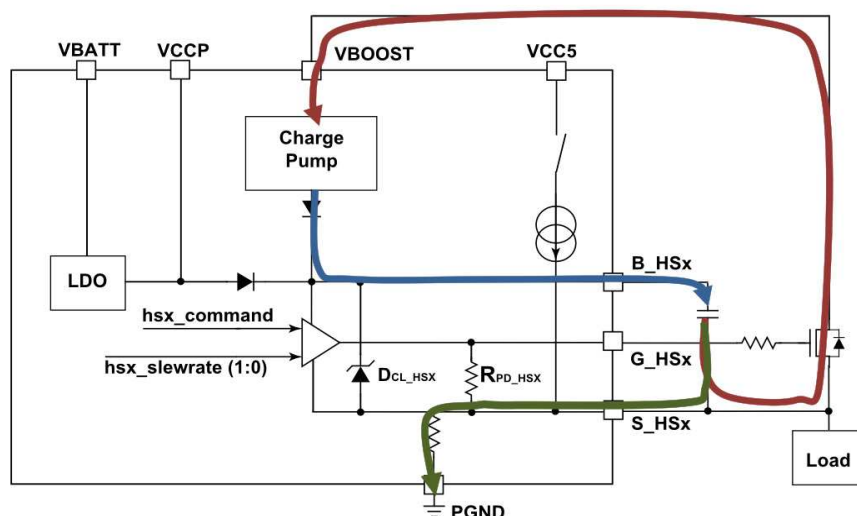 VBATT
VCCP
VBOOST
VCC5
Charge
Pump
LDO
B_HSx
hsx_command
hsx_slewrate (1:0)
DCL_HSX
RPD_HSX
G_HSx
S_HSx
Load
PGND